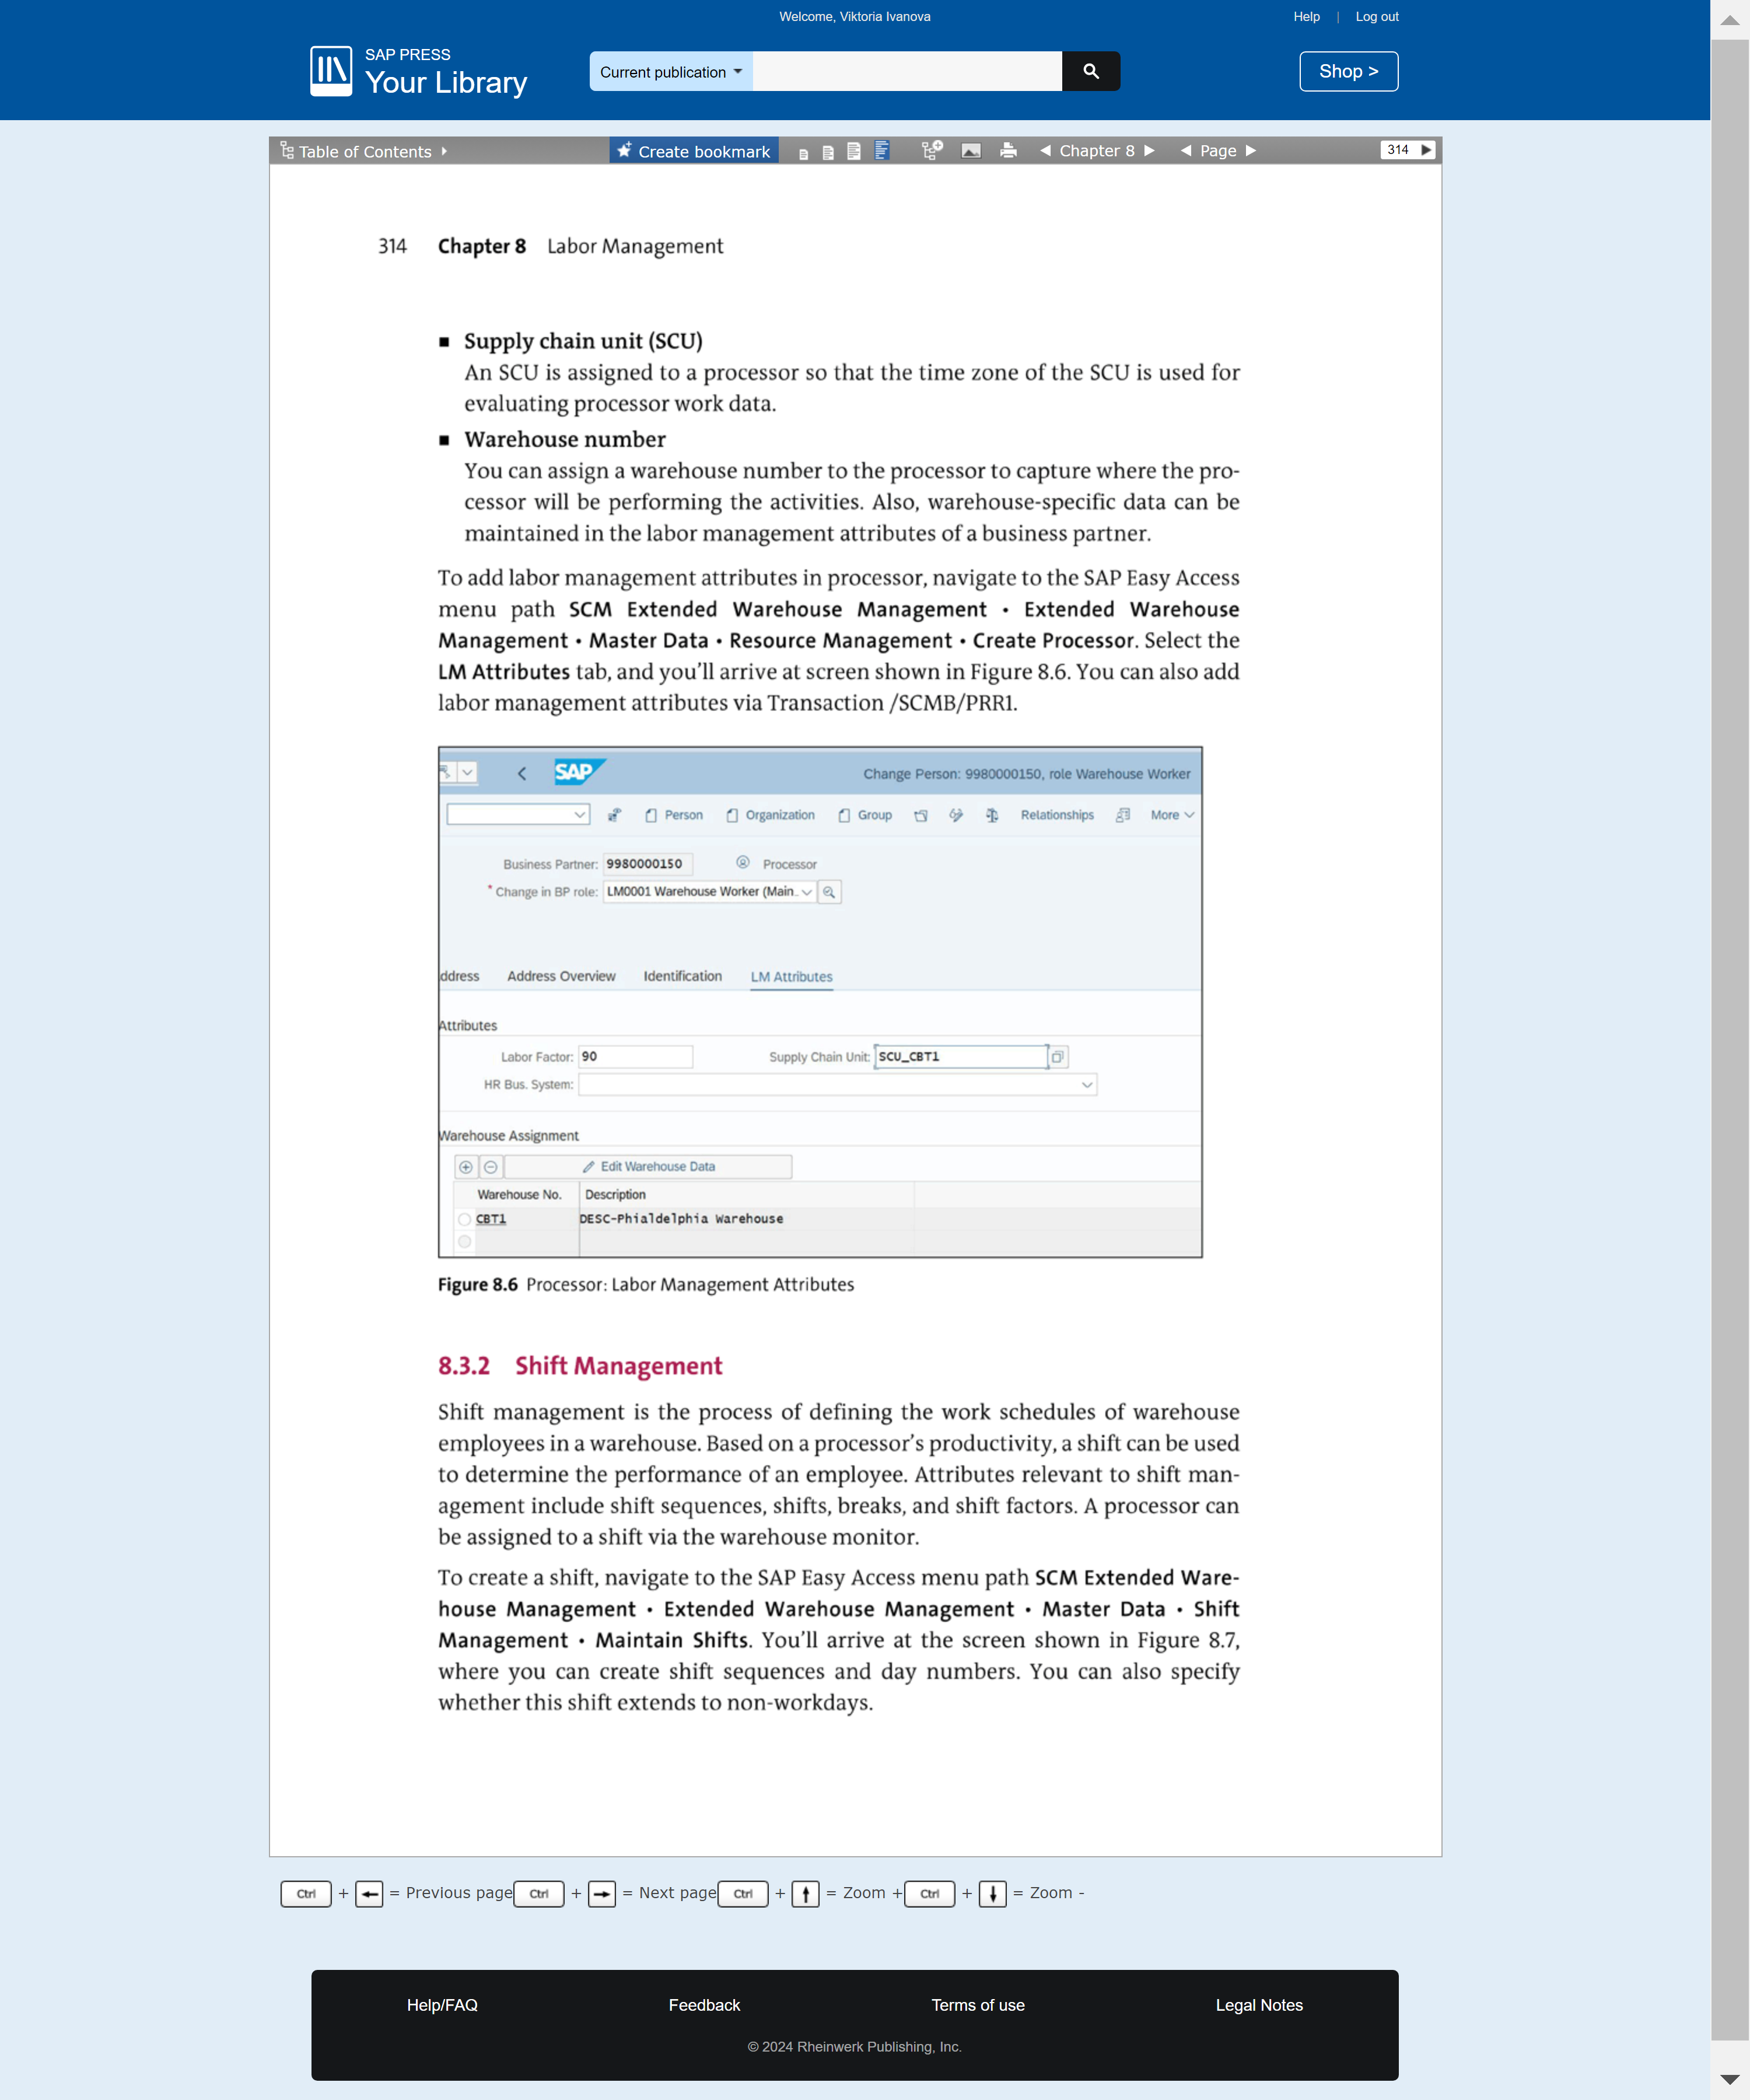 Welcome, Viktoria Ivanova
Help | Log out
SAP PRESS
Your Library
Current publication
Shop >
Table of Contents
Create bookmark
Chapter 8
Page
314
314 Chapter 8 Labor Management
■ Supply chain unit (SCU)
An SCU is assigned to a processor so that the time zone of the SCU is used for
evaluating processor work data.
■ Warehouse number
You can assign a warehouse number to the processor to capture where the pro-
cessor will be performing the activities. Also, warehouse-specific data can be
maintained in the labor management attributes of a business partner.
To add labor management attributes in processor, navigate to the SAP Easy Access
menu path SCM Extended Warehouse Management • Extended Warehouse
Management • Master Data • Resource Management • Create Processor. Select the
LM Attributes tab, and you'll arrive at screen shown in Figure 8.6. You can also add
labor management attributes via Transaction /SCMB/PRR1.
SAP
Change Person: 9980000150, role Warehouse Worker
Person Organization Group Relationships More
Business Partner: 9980000150 Processor
* Change in BP role: LM0001 Warehouse Worker (Main..
ddress Address Overview Identification LM Attributes
Attributes
Labor Factor: 90 Supply Chain Unit: SCU_CBT1
HR Bus. System:
Warehouse Assignment
Edit Warehouse Data
Warehouse No. Description
CBT1 DESC-Phialdelphia Warehouse
Figure 8.6 Processor: Labor Management Attributes
8.3.2 Shift Management
Shift management is the process of defining the work schedules of warehouse
employees in a warehouse. Based on a processor's productivity, a shift can be used
to determine the performance of an employee. Attributes relevant to shift man-
agement include shift sequences, shifts, breaks, and shift factors. A processor can
be assigned to a shift via the warehouse monitor.
To create a shift, navigate to the SAP Easy Access menu path SCM Extended Ware-
house Management • Extended Warehouse Management • Master Data • Shift
Management • Maintain Shifts. You'll arrive at the screen shown in Figure 8.7,
where you can create shift sequences and day numbers. You can also specify
whether this shift extends to non-workdays.
Ctrl + ← = Previous page Ctrl + → = Next page Ctrl + ↑ = Zoom + Ctrl + ↓ = Zoom -
Help/FAQ Feedback Terms of use Legal Notes
© 2024 Rheinwerk Publishing, Inc.